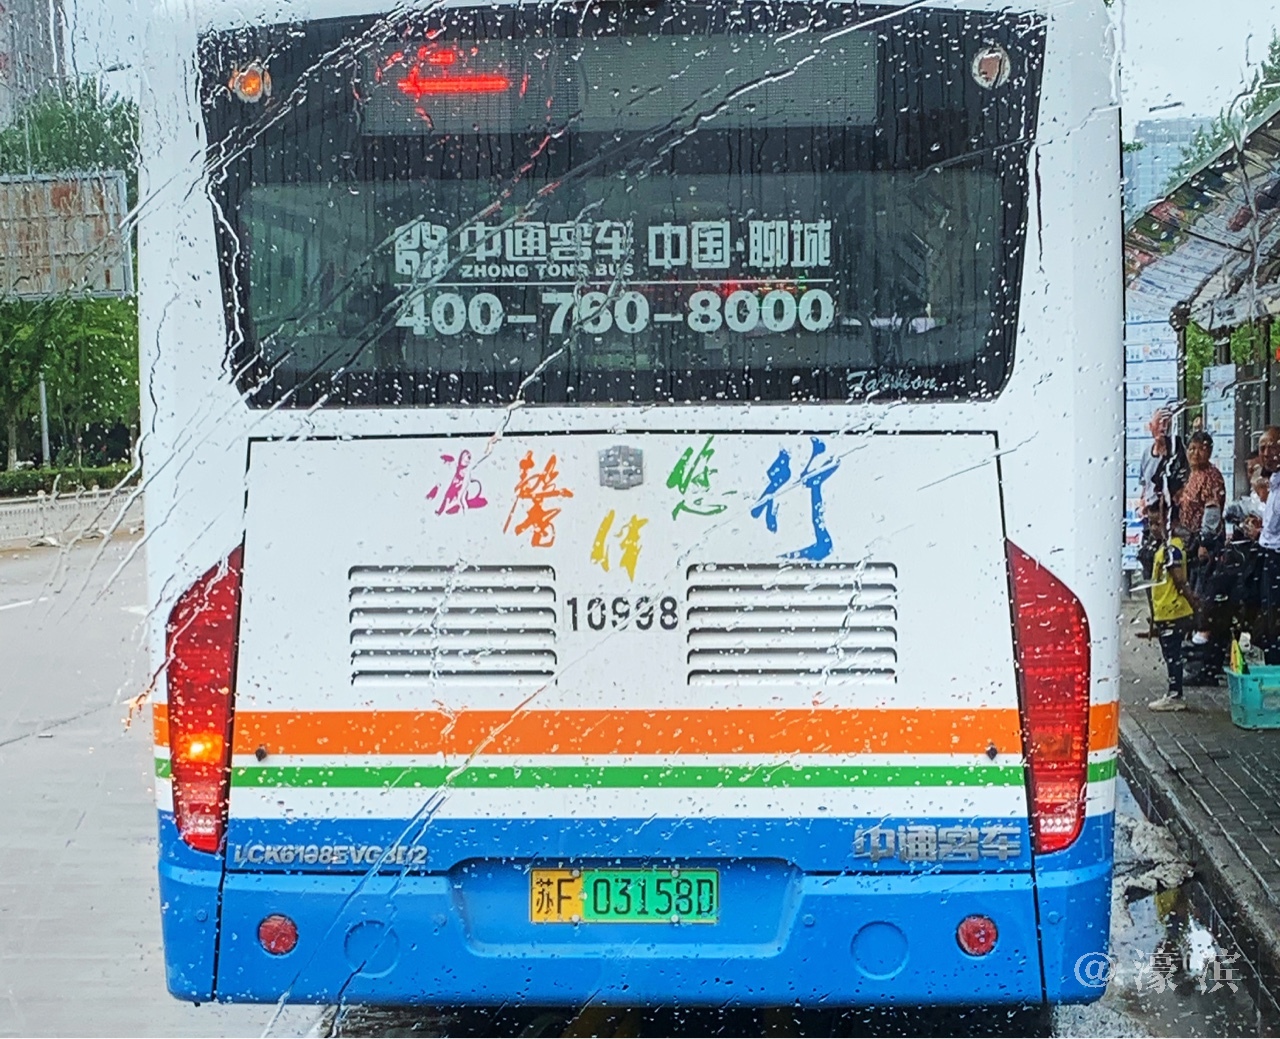 中通客车 中国·聊城
ZHONG TONG BUS
400-760-8000
Fashion
温馨伴您行
10998
LCK6108EVG3D2 中通客车
苏F 03158D
@濠滨